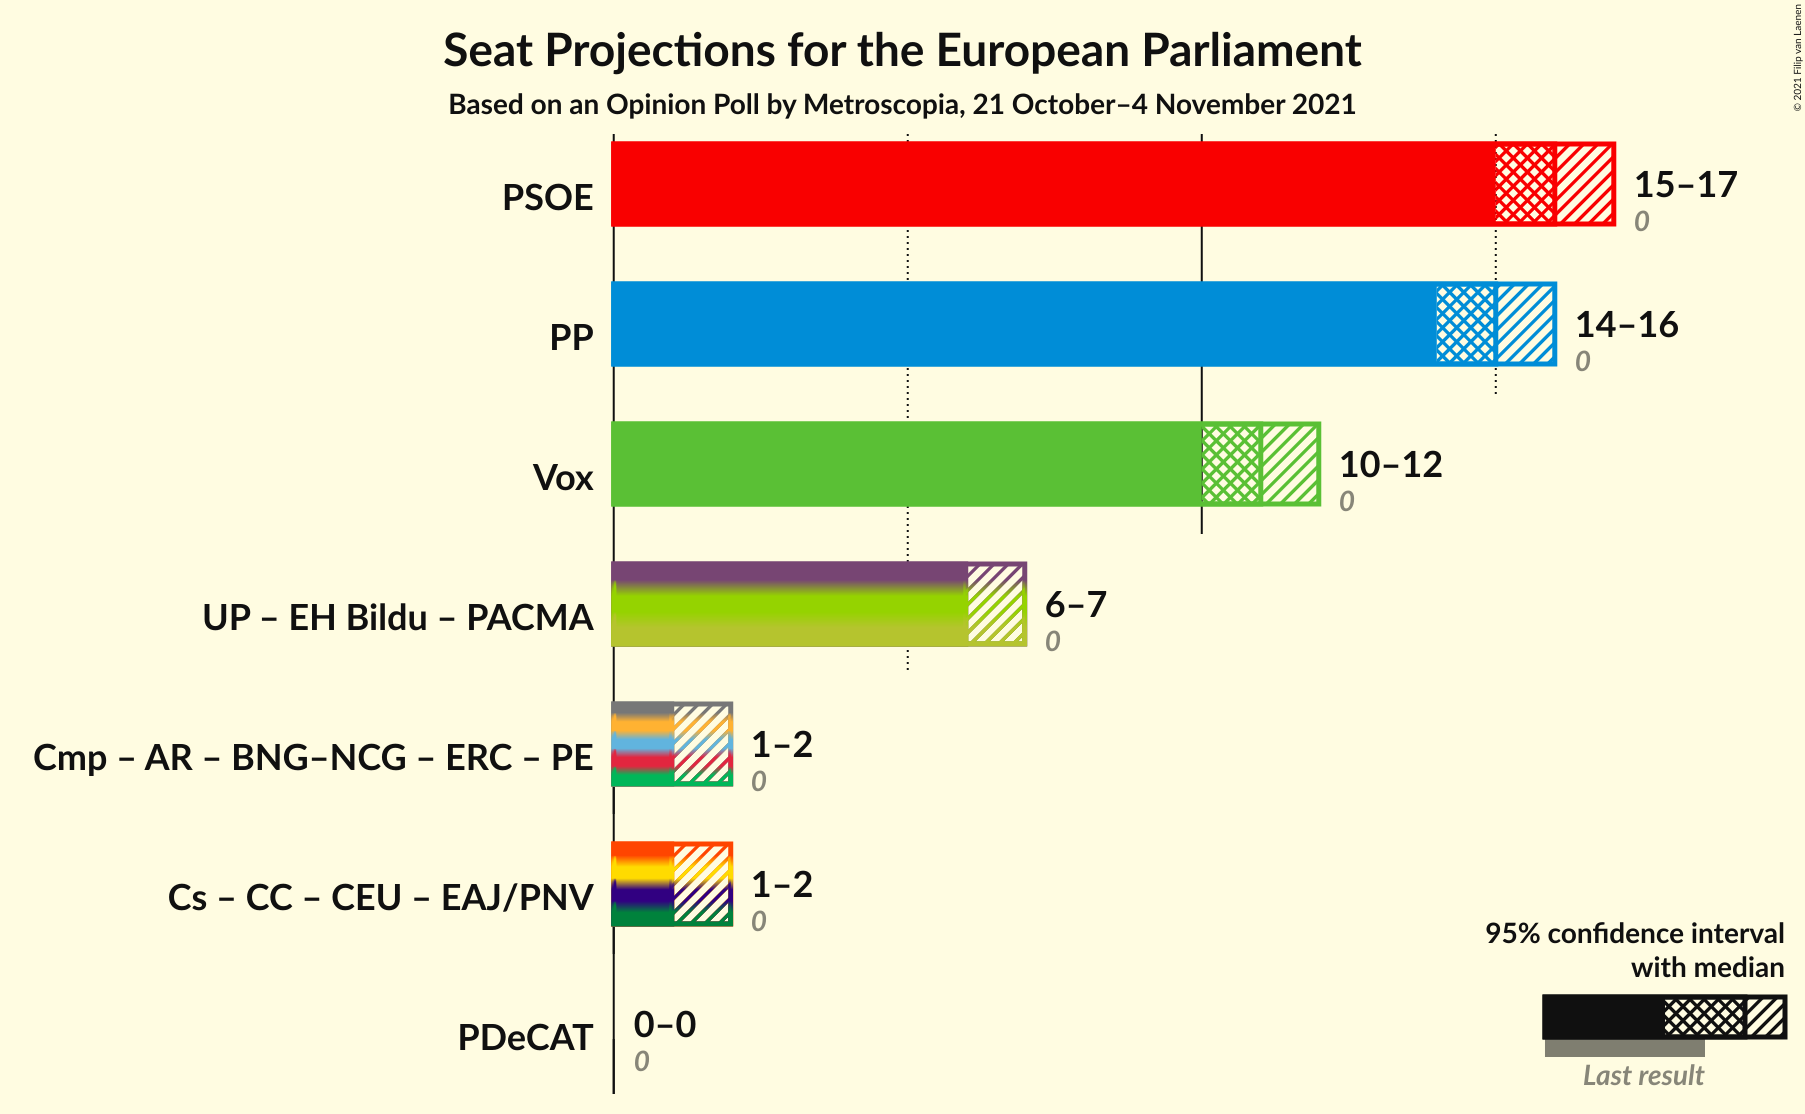 Seat Projections for the European Parliament
Based on an Opinion Poll by Metroscopia, 21 October–4 November 2021
© 2021 Filip van Laenen
PSOE
15–17
0
PP
14–16
0
Vox
10–12
0
UP – EH Bildu – PACMA
6–7
0
Cmp – AR – BNG–NCG – ERC – PE
1–2
0
Cs – CC – CEU – EAJ/PNV
1–2
0
PDeCAT
0–0
0
95% confidence interval
with median
Last result